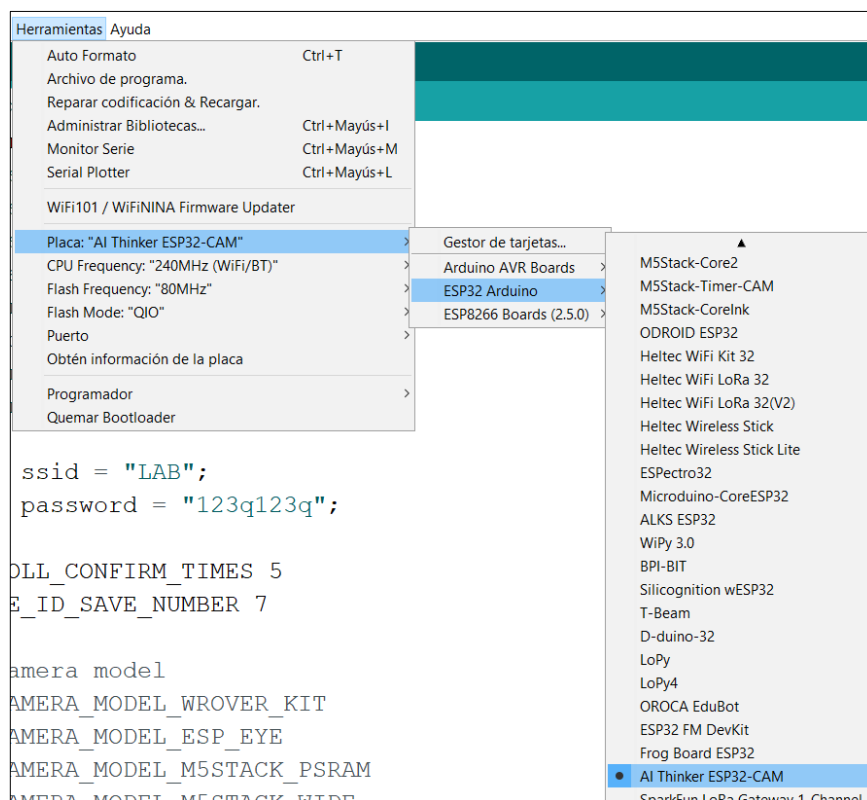 Herramientas Ayuda
Auto Formato Ctrl+T
Archivo de programa.
Reparar codificación & Recargar.
Administrar Bibliotecas... Ctrl+Mayús+I
Monitor Serie Ctrl+Mayús+M
Serial Plotter Ctrl+Mayús+L
WiFi101 / WiFiNINA Firmware Updater
Placa: "AI Thinker ESP32-CAM"
CPU Frequency: "240MHz (WiFi/BT)"
Flash Frequency: "80MHz"
Flash Mode: "QIO"
Puerto
Obtén información de la placa
Programador
Quemar Bootloader
Gestor de tarjetas...
Arduino AVR Boards
ESP32 Arduino
ESP8266 Boards (2.5.0)
M5Stack-Core2
M5Stack-Timer-CAM
M5Stack-CoreInk
ODROID ESP32
Heltec WiFi Kit 32
Heltec WiFi LoRa 32
Heltec WiFi LoRa 32(V2)
Heltec Wireless Stick
Heltec Wireless Stick Lite
ESPectro32
Microduino-CoreESP32
ALKS ESP32
WiPy 3.0
BPI-BIT
Silicognition wESP32
T-Beam
D-duino-32
LoPy
LoPy4
OROCA EduBot
ESP32 FM DevKit
Frog Board ESP32
AI Thinker ESP32-CAM
SparkFun LoRa Gateway 1-Channel
ssid = "LAB";
password = "123q123q";
OLL_CONFIRM_TIMES 5
E_ID_SAVE_NUMBER 7
amera model
AMERA_MODEL_WROVER_KIT
AMERA_MODEL_ESP_EYE
AMERA_MODEL_M5STACK_PSRAM
AMERA_MODEL_M5STACK_WIDE